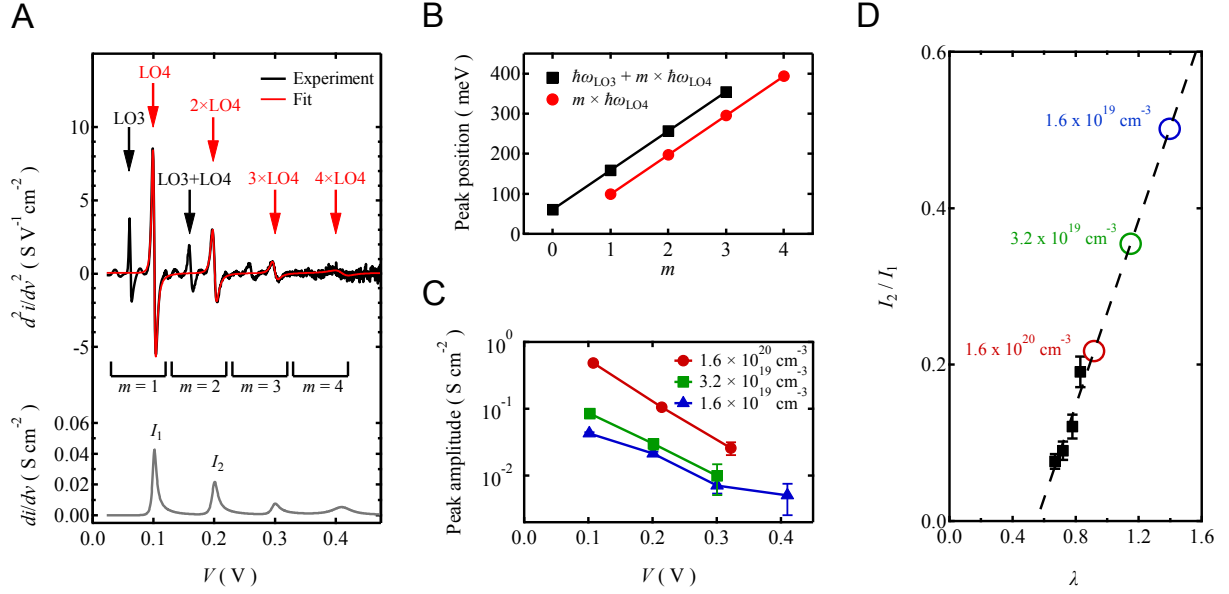 A
LO4
Experiment
Fit
LO3
2×LO4
LO3+LO4
3×LO4
4×LO4
10
5
0
-5
d²i/dv² ( S V⁻¹ cm⁻² )
m = 1
m = 2
m = 3
m = 4
0.06
0.04
0.02
0.00
di/dv ( S cm⁻² )
I₁
I₂
0.0
0.1
0.2
0.3
0.4
V (V)
B
400
300
200
100
0
Peak position ( meV )
ℏω_LO3 + m × ℏω_LO4
m × ℏω_LO4
0
1
2
3
4
m
C
10⁰
10⁻¹
10⁻²
Peak amplitude ( S cm⁻² )
1.6 × 10²⁰ cm⁻³
3.2 × 10¹⁹ cm⁻³
1.6 × 10¹⁹ cm⁻³
0.0
0.1
0.2
0.3
0.4
V (V)
D
0.6
0.4
0.2
0.0
I₂ / I₁
1.6 x 10¹⁹ cm⁻³
3.2 x 10¹⁹ cm⁻³
1.6 x 10²⁰ cm⁻³
0.0
0.4
0.8
1.2
1.6
λ